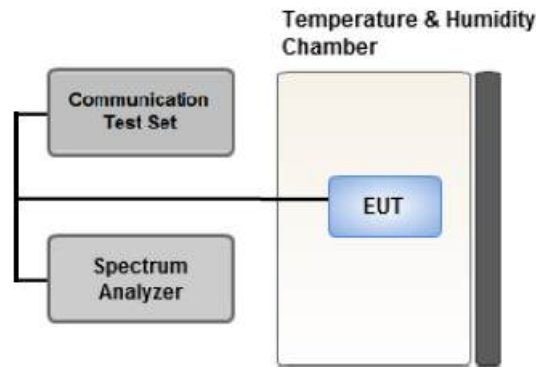 Temperature & Humidity
Chamber
Communication
Test Set
EUT
Spectrum
Analyzer